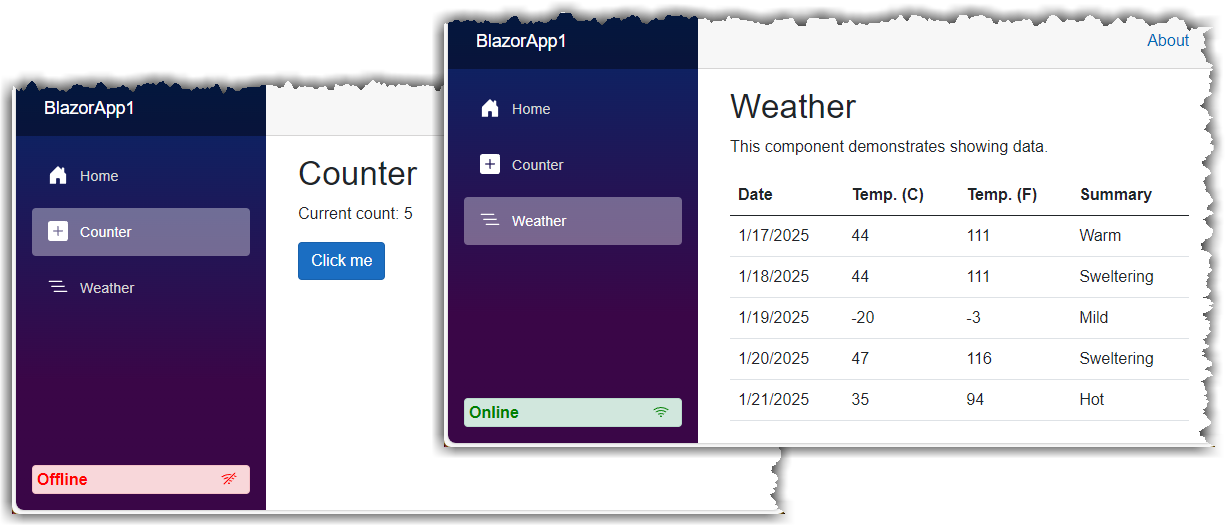 BlazorApp1
Home
Counter
Weather
Offline
Counter
Current count: 5
Click me
BlazorApp1
Home
Counter
Weather
Online
About
Weather
This component demonstrates showing data.
Date Temp. (C) Temp. (F) Summary
1/17/2025 44 111 Warm
1/18/2025 44 111 Sweltering
1/19/2025 -20 -3 Mild
1/20/2025 47 116 Sweltering
1/21/2025 35 94 Hot